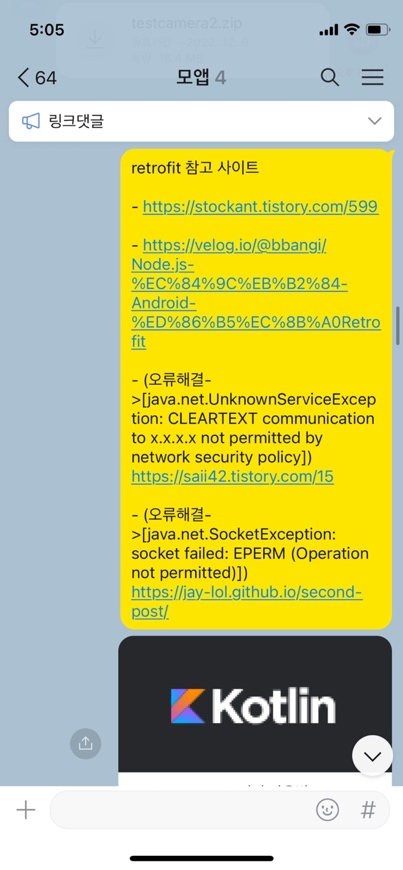 5:05
testcamera2.zip
64
모앱 4
링크댓글
retrofit 참고 사이트
- https://stockant.tistory.com/599
- https://velog.io/@bbangi/
Node.js-
%EC%84%9C%EB%B2%84-
Android-
%ED%86%B5%EC%8B%A0Retro
fit
- (오류해결-
>[java.net.UnknownServiceExcep
tion: CLEARTEXT communication
to x.x.x.x not permitted by
network security policy])
https://saii42.tistory.com/15
- (오류해결-
>[java.net.SocketException:
socket failed: EPERM (Operation
not permitted)])
https://jay-lol.github.io/second-
post/
Kotlin
#